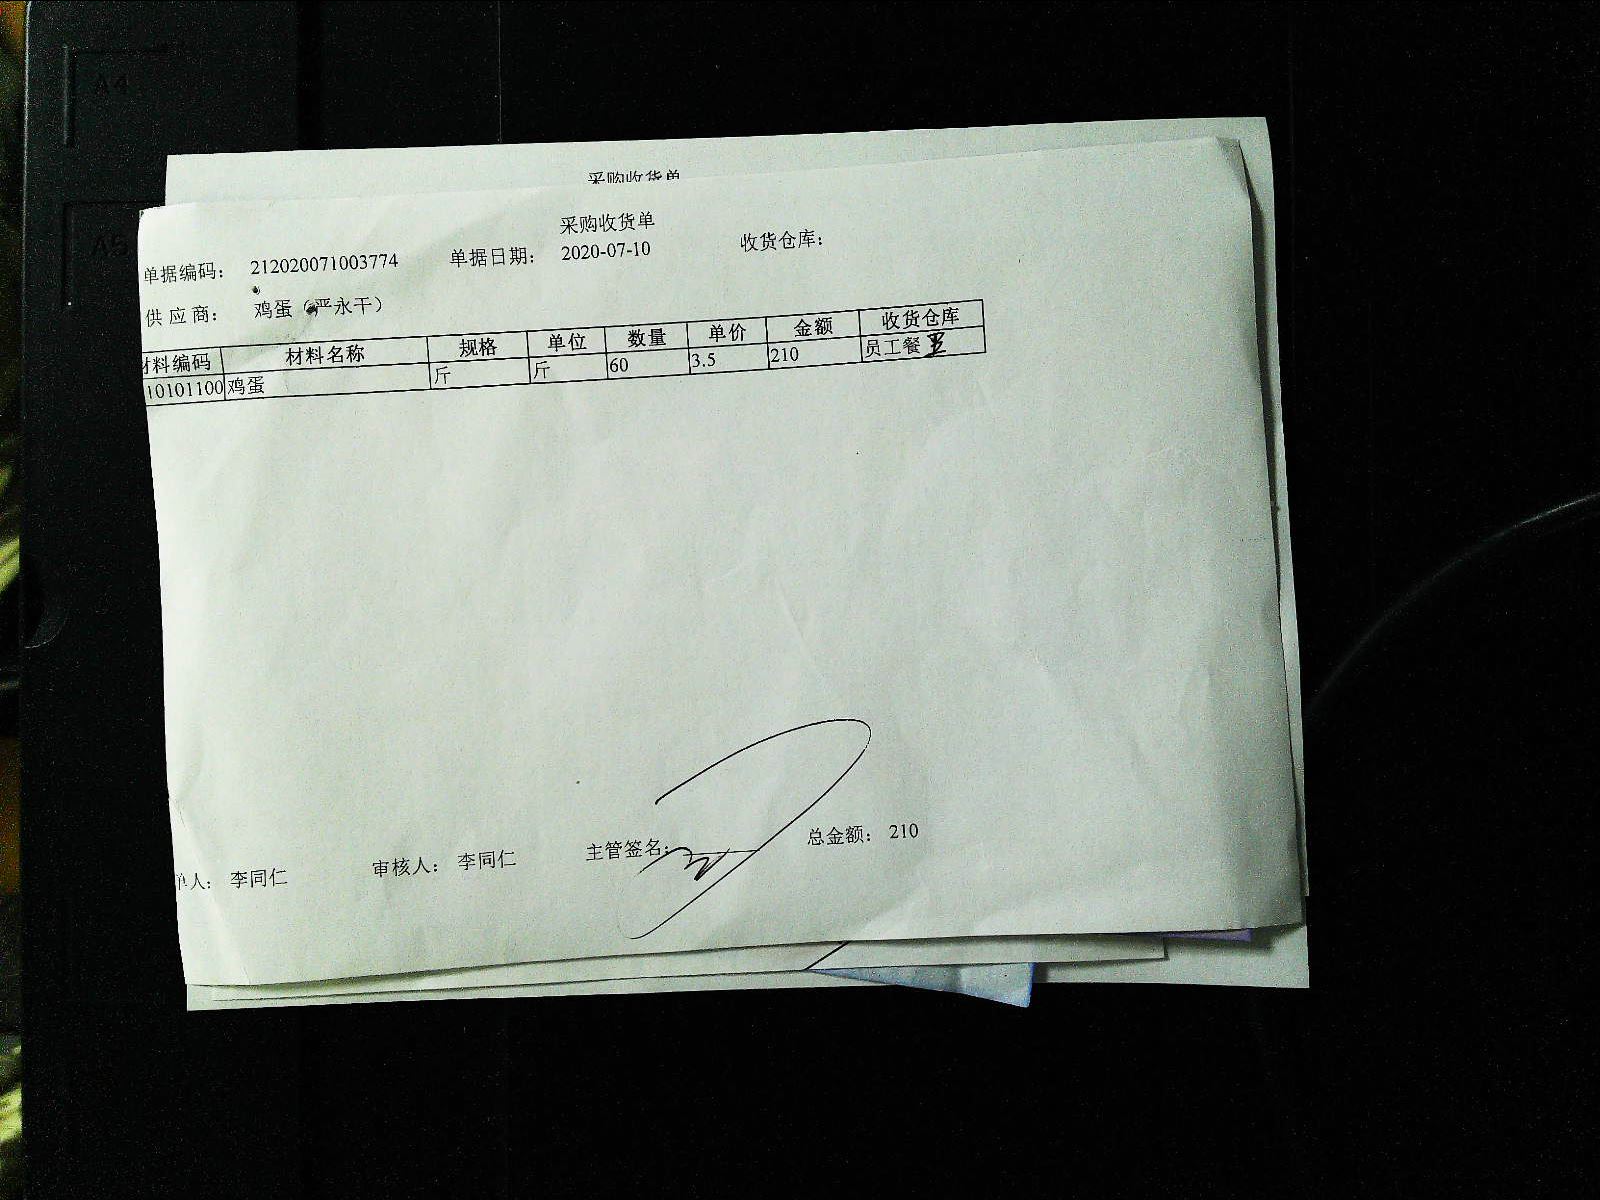 A4
A5
采购收货单
采购收货单
单据编码： 212020071003774 单据日期： 2020-07-10 收货仓库：
供应商： 鸡蛋（严永干）
材料编码 材料名称 规格 单位 数量 单价 金额 收货仓库
10101100 鸡蛋 斤 斤 60 3.5 210 员工餐
单人： 李同仁 审核人： 李同仁 主管签名： 总金额： 210